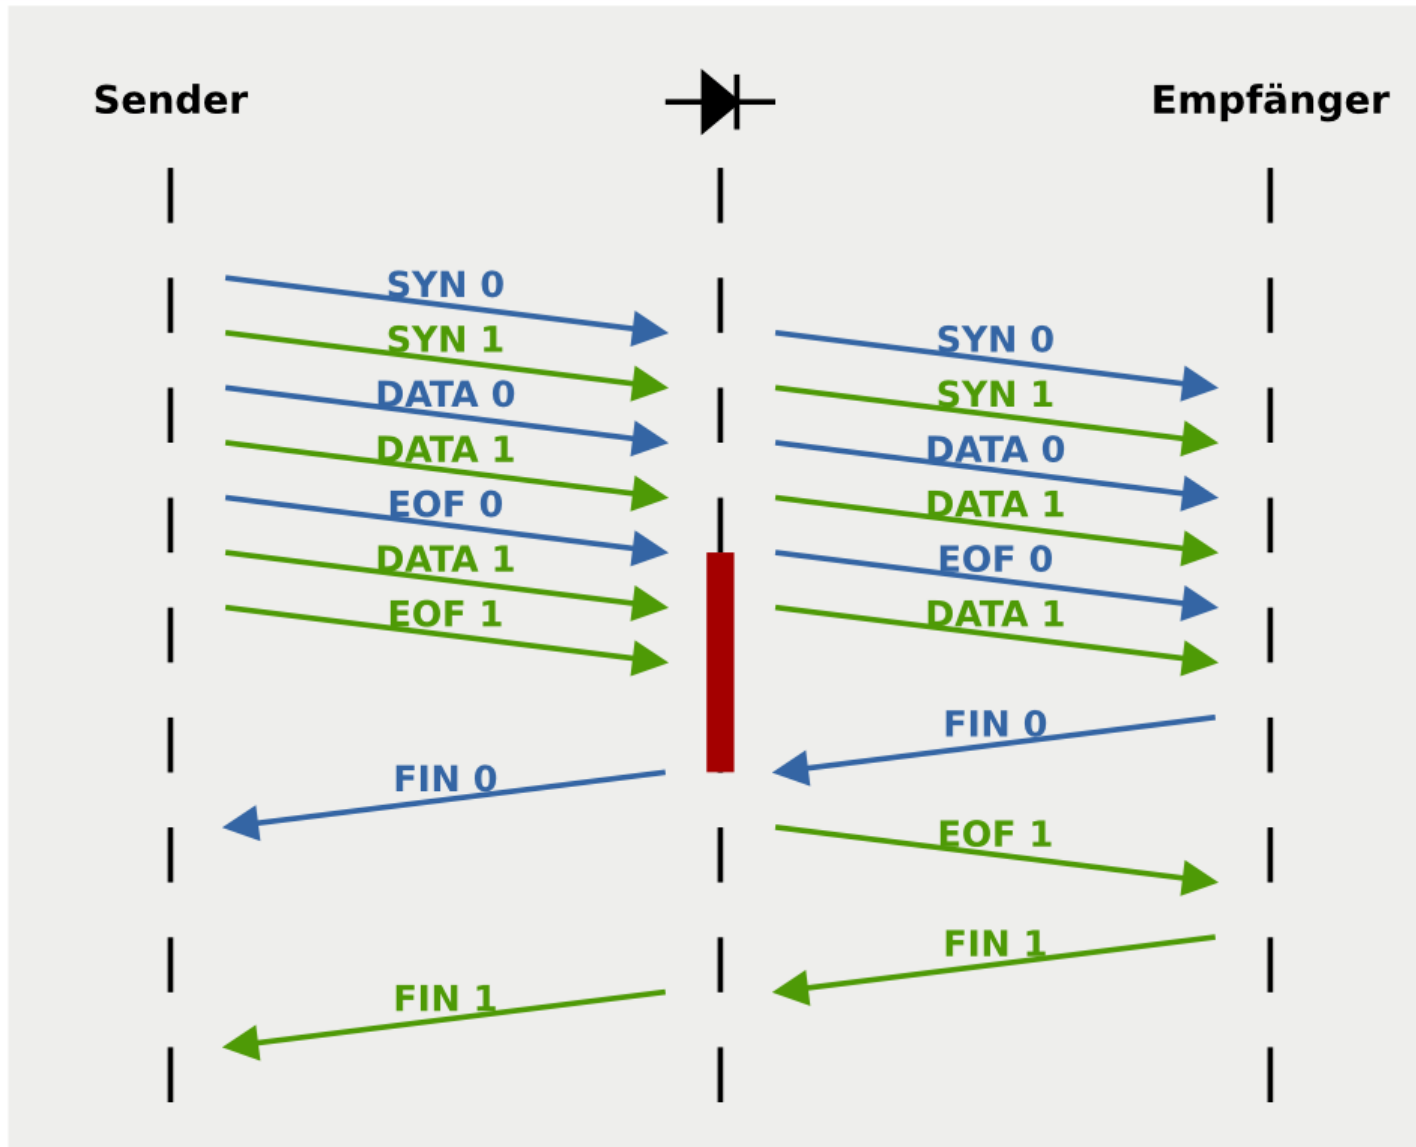 Sender
Empfänger
SYN 0
SYN 1
SYN 0
DATA 0
SYN 1
DATA 1
DATA 0
EOF 0
DATA 1
DATA 1
EOF 0
EOF 1
DATA 1
FIN 0
FIN 0
EOF 1
FIN 1
FIN 1